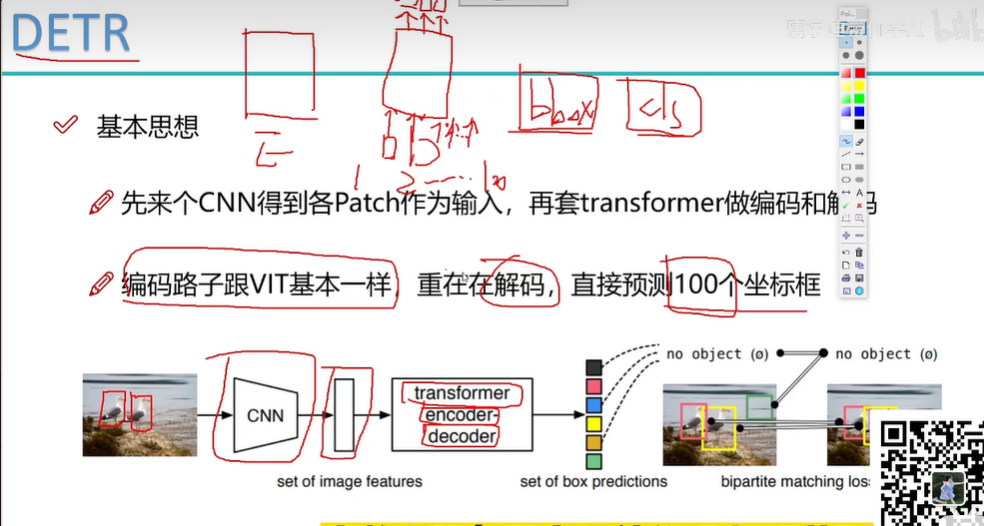 DETR
E
bbox
cls
1 2
基本思想
先来个CNN得到各Patch作为输入，再套transformer做编码和解码
编码路子跟VIT基本一样，重在在解码，直接预测100个坐标框
no object (ø)
no object (ø)
CNN
transformer
encoder-
decoder
set of image features
set of box predictions
bipartite matching loss